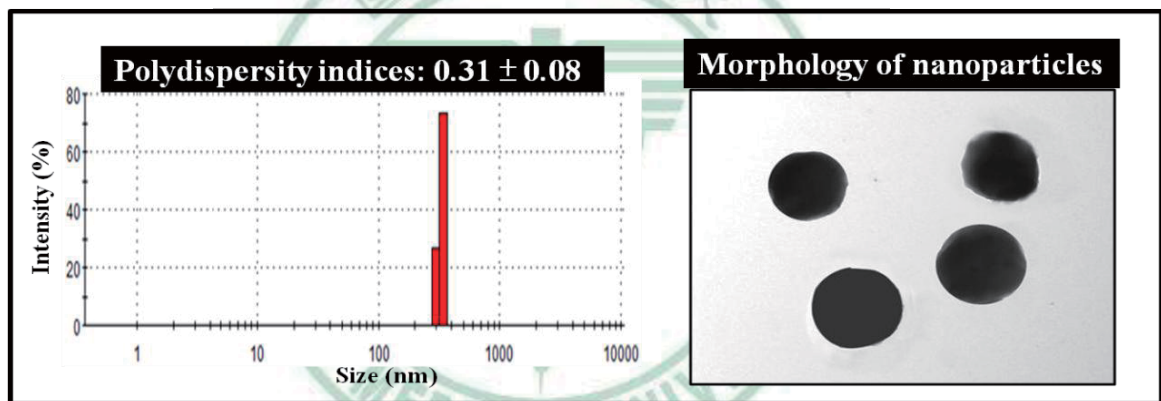 Polydispersity indices: 0.31 ± 0.08
80
60
40
20
0
Intensity (%)
1
10
100
1000
10000
Size (nm)
Morphology of nanoparticles